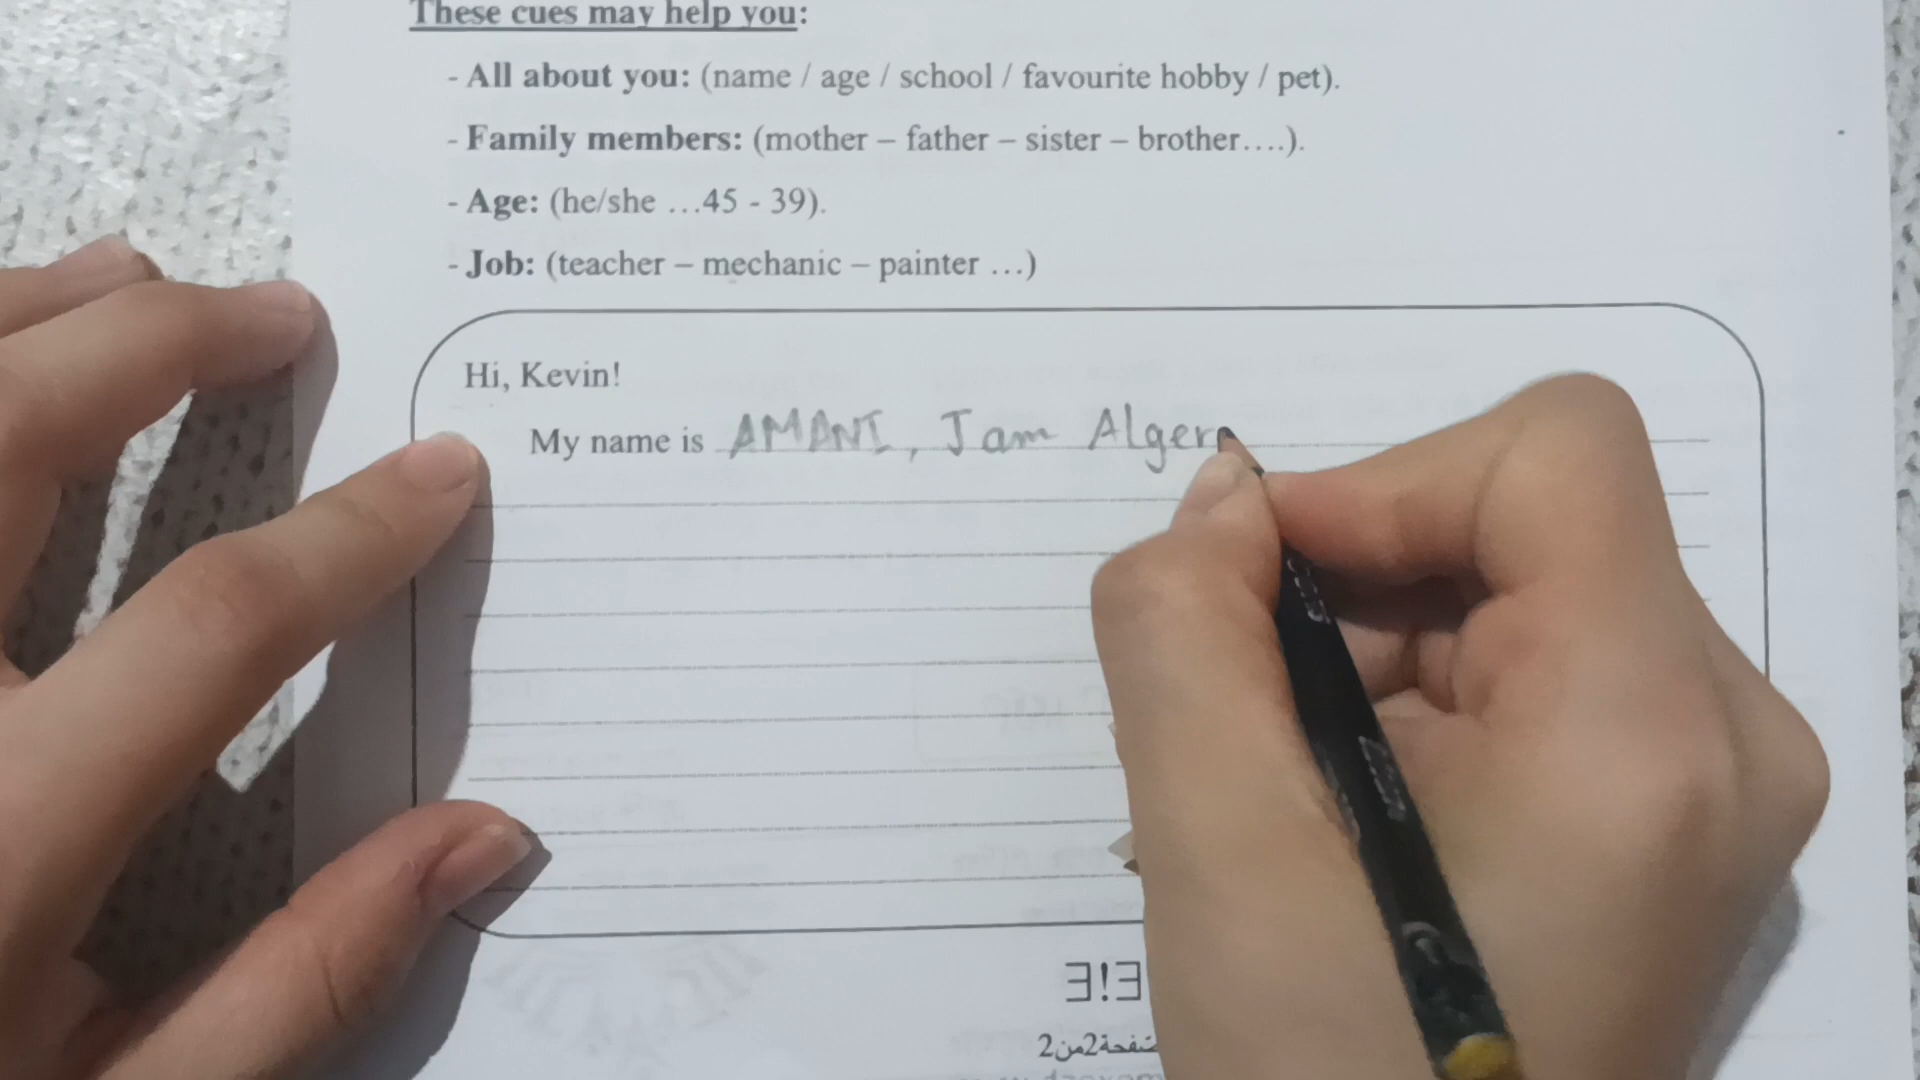 These cues may help you:
- All about you: (name / age / school / favourite hobby / pet).
- Family members: (mother – father – sister – brother....).
- Age: (he/she ...45 - 39).
- Job: (teacher – mechanic – painter ...)
Hi, Kevin!
My name is AMANI, I am Alger
صفحة2من2